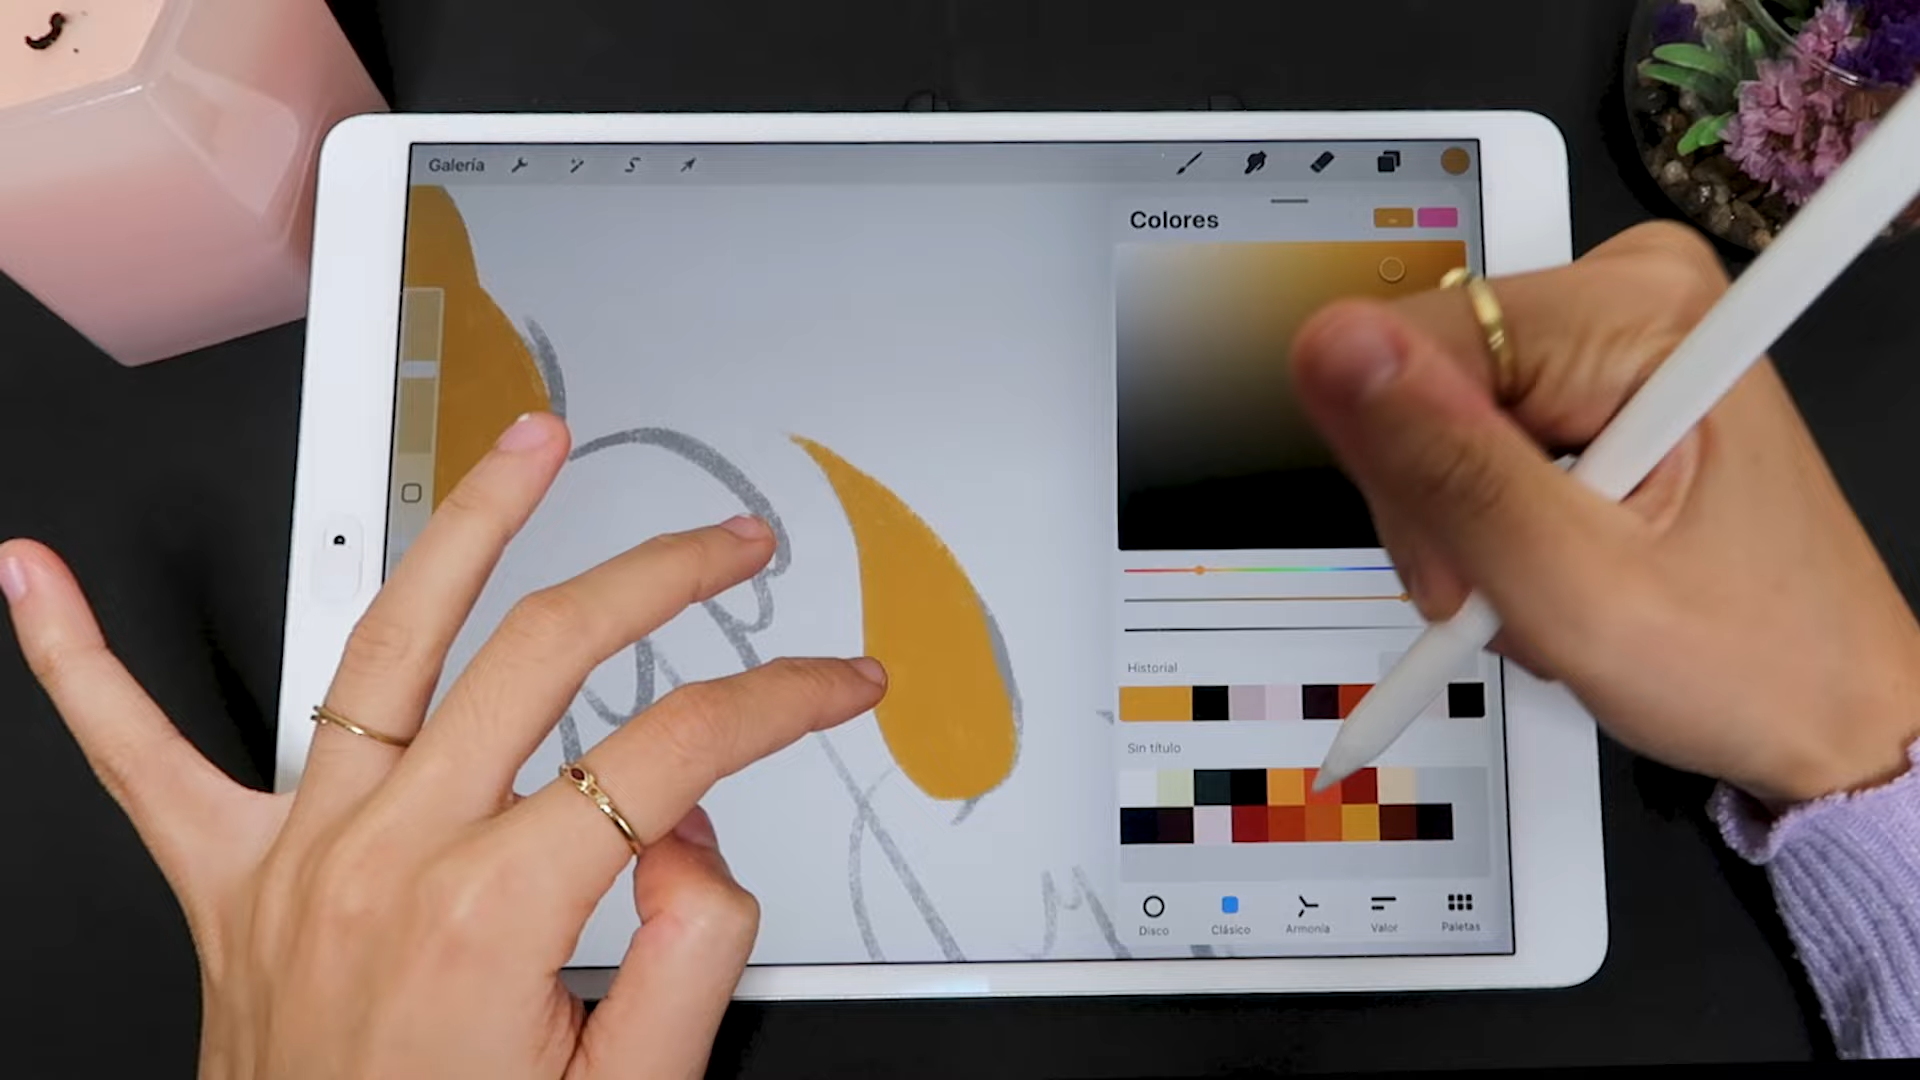 Galería
Colores
Historial
Sin título
Disco
Clásico
Armonía
Valor
Paletas